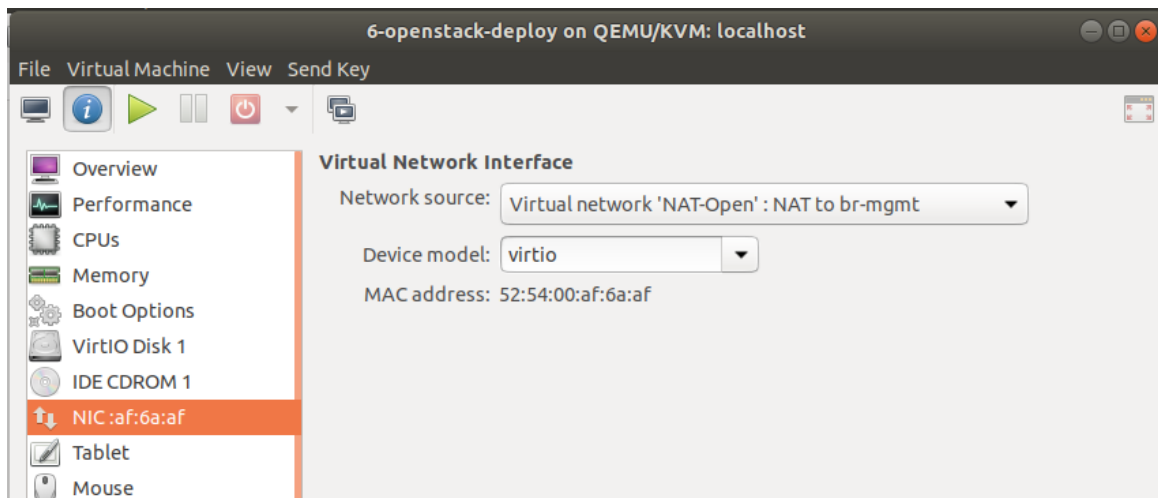 6-openstack-deploy on QEMU/KVM: localhost
File Virtual Machine View Send Key
Overview
Performance
CPUs
Memory
Boot Options
VirtIO Disk 1
IDE CDROM 1
NIC :af:6a:af
Tablet
Mouse
Virtual Network Interface
Network source: Virtual network 'NAT-Open' : NAT to br-mgmt
Device model: virtio
MAC address: 52:54:00:af:6a:af